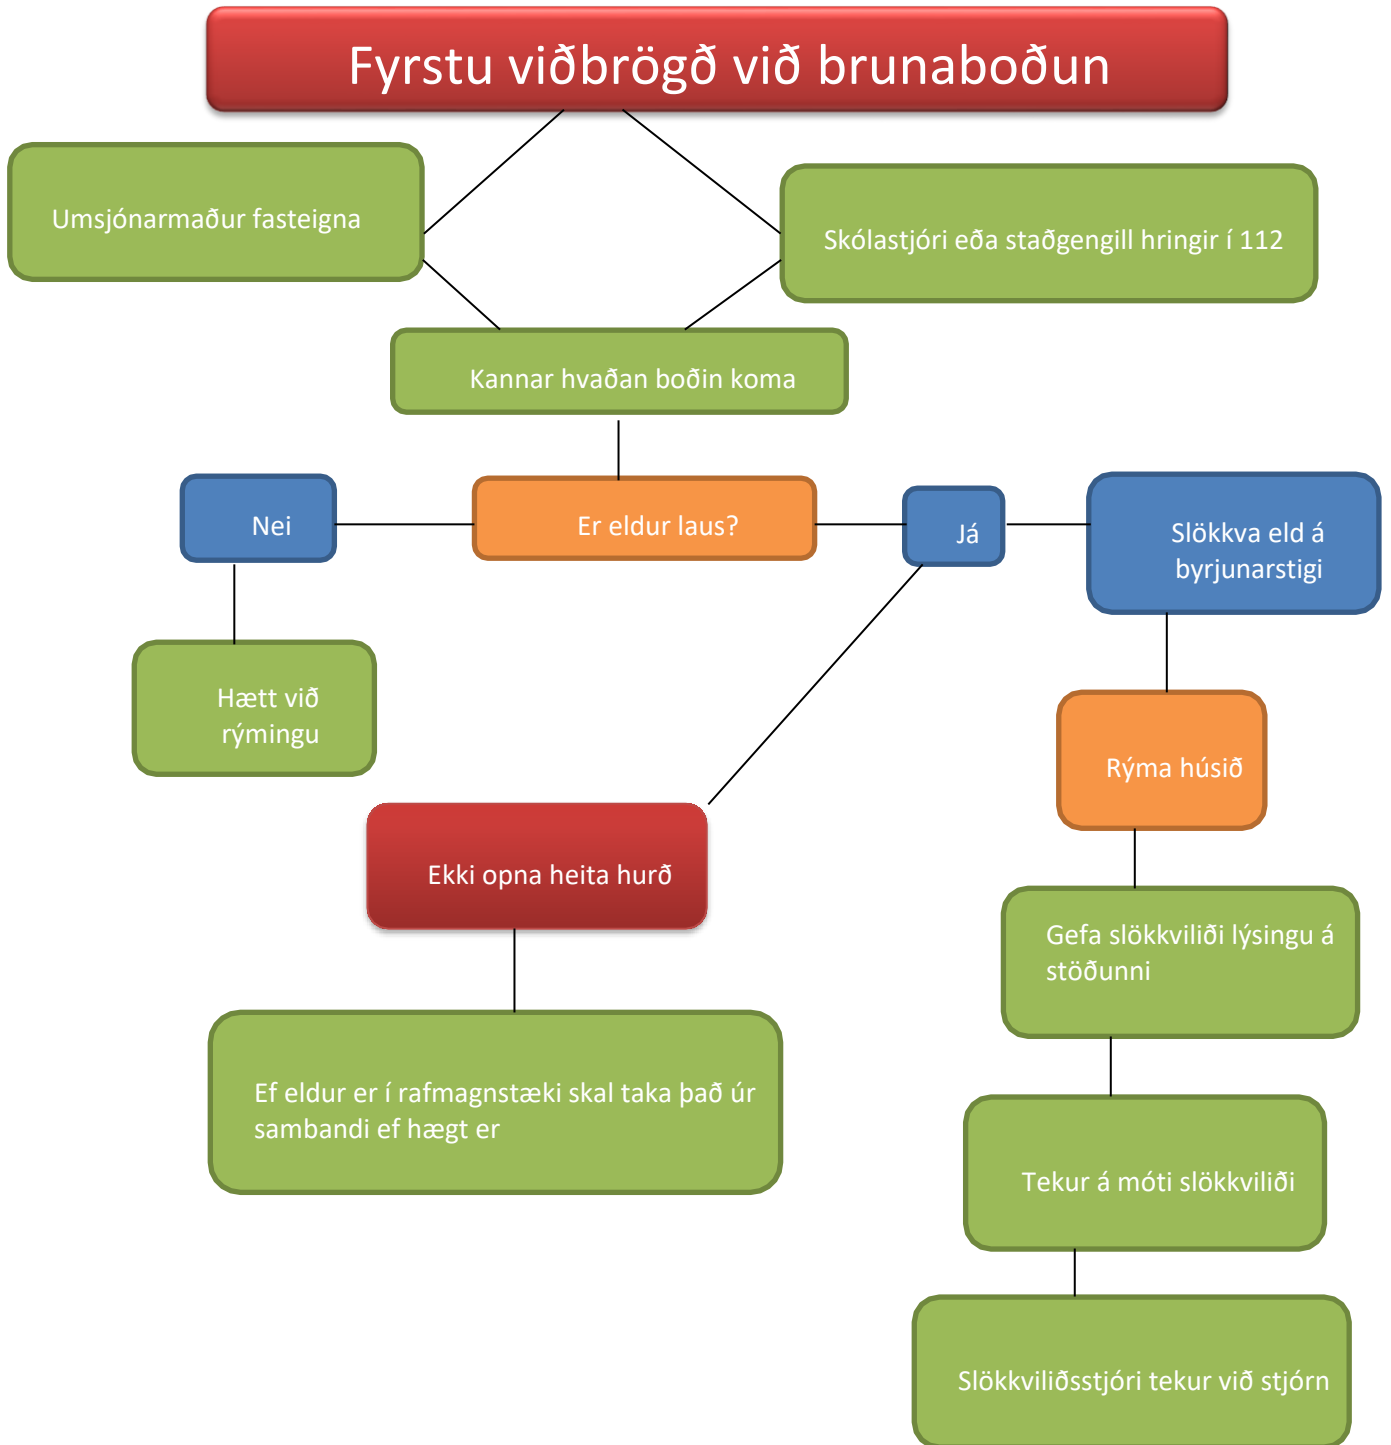 Fyrstu viðbrögð við brunaboðun
Umsjónarmaður fasteigna
Skólastjóri eða staðgengill hringir í 112
Kannar hvaðan boðin koma
Nei
Er eldur laus?
Já
Slökkva eld á
byrjunarstigi
Hætt við
rýmingu
Rýma húsið
Ekki opna heita hurð
Gefa slökkviliði lýsingu á
stöðunni
Ef eldur er í rafmagnstæki skal taka það úr
sambandi ef hægt er
Tekur á móti slökkviliði
Slökkviliðsstjóri tekur við stjórn